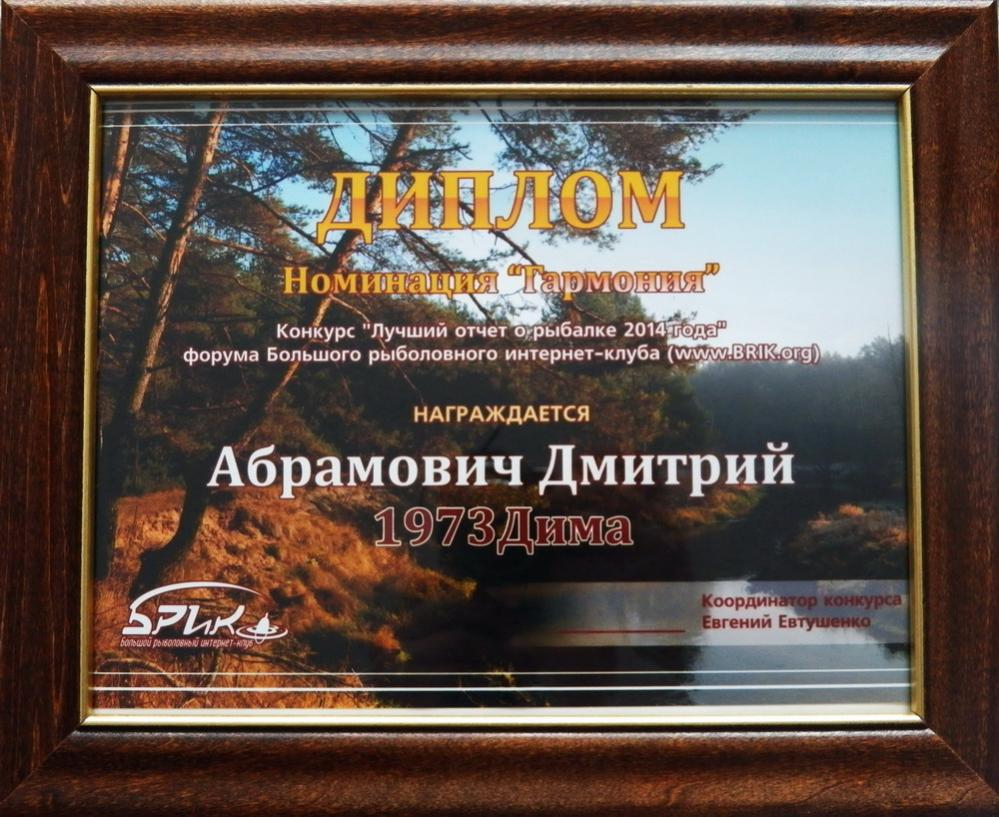 ДИПЛОМ
Номинация “Гармония”
Конкурс "Лучший отчет о рыбалке 2014 года"
форума Большого рыболовного интернет-клуба (www.BRIK.org)
НАГРАЖДАЕТСЯ
Абрамович Дмитрий
1973Дима
БРИК
Большой рыболовный интернет-клуб
Координатор конкурса
Евгений Евтушенко